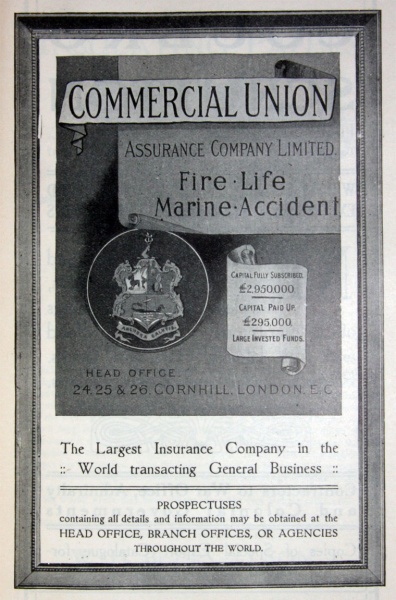 COMMERCIAL UNION
ASSURANCE COMPANY LIMITED.
Fire · Life
Marine · Accident
CAPITAL FULLY SUBSCRIBED.
£2,950,000
CAPITAL PAID UP.
£295,000.
LARGE INVESTED FUNDS.
HEAD OFFICE.
24, 25 & 26, CORNHILL, LONDON, E.C.
The Largest Insurance Company in the
:: World transacting General Business ::
PROSPECTUSES
containing all details and information may be obtained at the
HEAD OFFICE, BRANCH OFFICES, OR AGENCIES
THROUGHOUT THE WORLD.